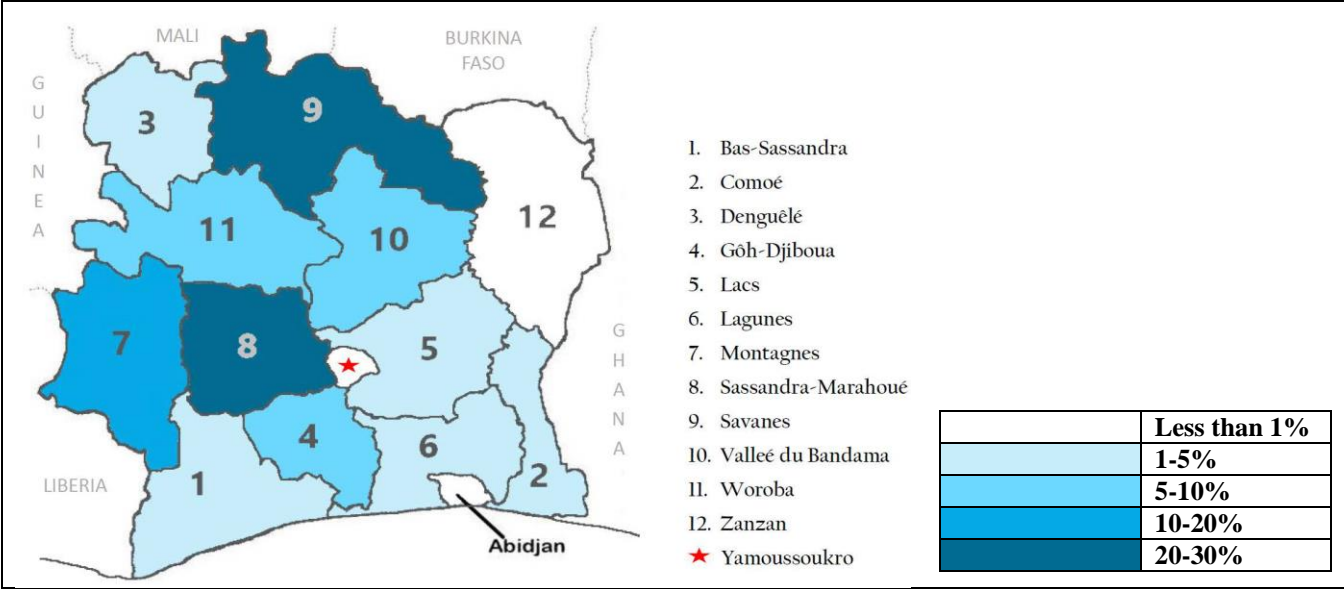 MALI
BURKINA
FASO
GUINEA
3
9
12
11
10
7
8
5
GHANA
4
6
2
1
LIBERIA
Abidjan
1. Bas-Sassandra
2. Comoé
3. Denguêlé
4. Gôh-Djiboua
5. Lacs
6. Lagunes
7. Montagnes
8. Sassandra-Marahoué
9. Savanes
10. Valleé du Bandama
11. Woroba
12. Zanzan
Yamoussoukro
Less than 1%
1-5%
5-10%
10-20%
20-30%